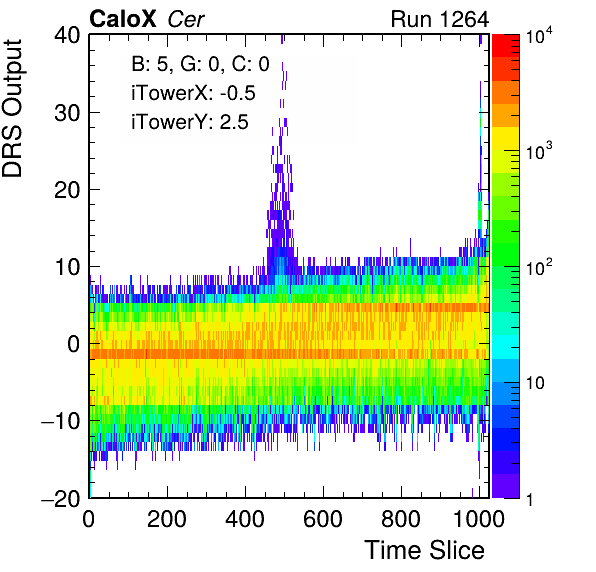 CaloX Cer Run 1264
DRS Output
B: 5, G: 0, C: 0
iTowerX: -0.5
iTowerY: 2.5
40
30
20
10
0
−10
−20
0 200 400 600 800 1000
Time Slice
10^4
10^3
10^2
10
1